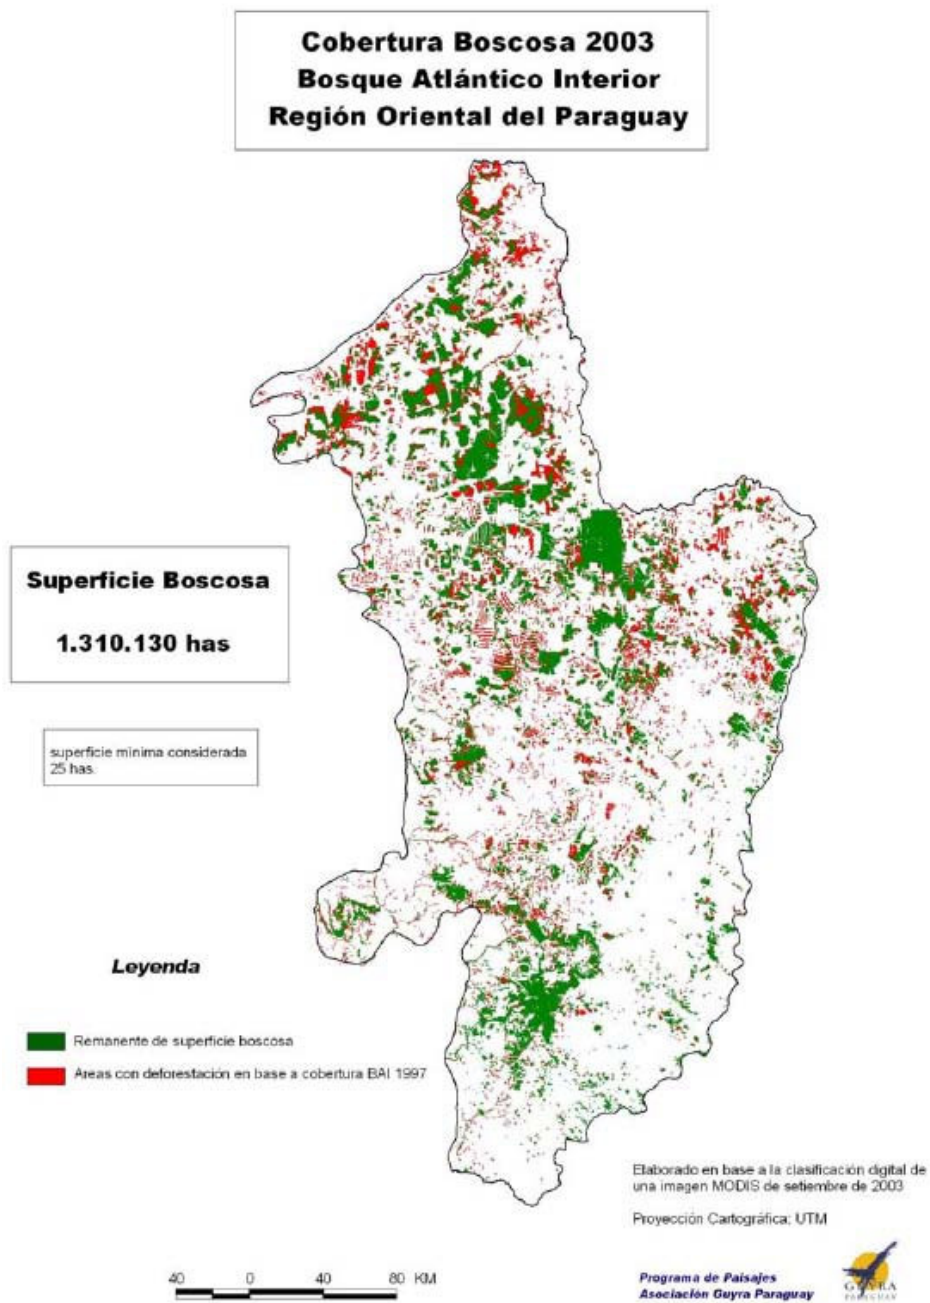 Cobertura Boscosa 2003
Bosque Atlántico Interior
Región Oriental del Paraguay
Superficie Boscosa
1.310.130 has
superficie minima considerada
25 has.
Leyenda
Remanente de superficie boscosa
Areas con deforestación en base a cobertura BAI 1997
Elaborado en base a la clasificación digital de
una imagen MODIS de setiembre de 2003
Proyección Cartográfica: UTM
40 0 40 80 KM
Programa de Paisajes
Asociación Guyra Paraguay
GUYRA
PARAGUAY